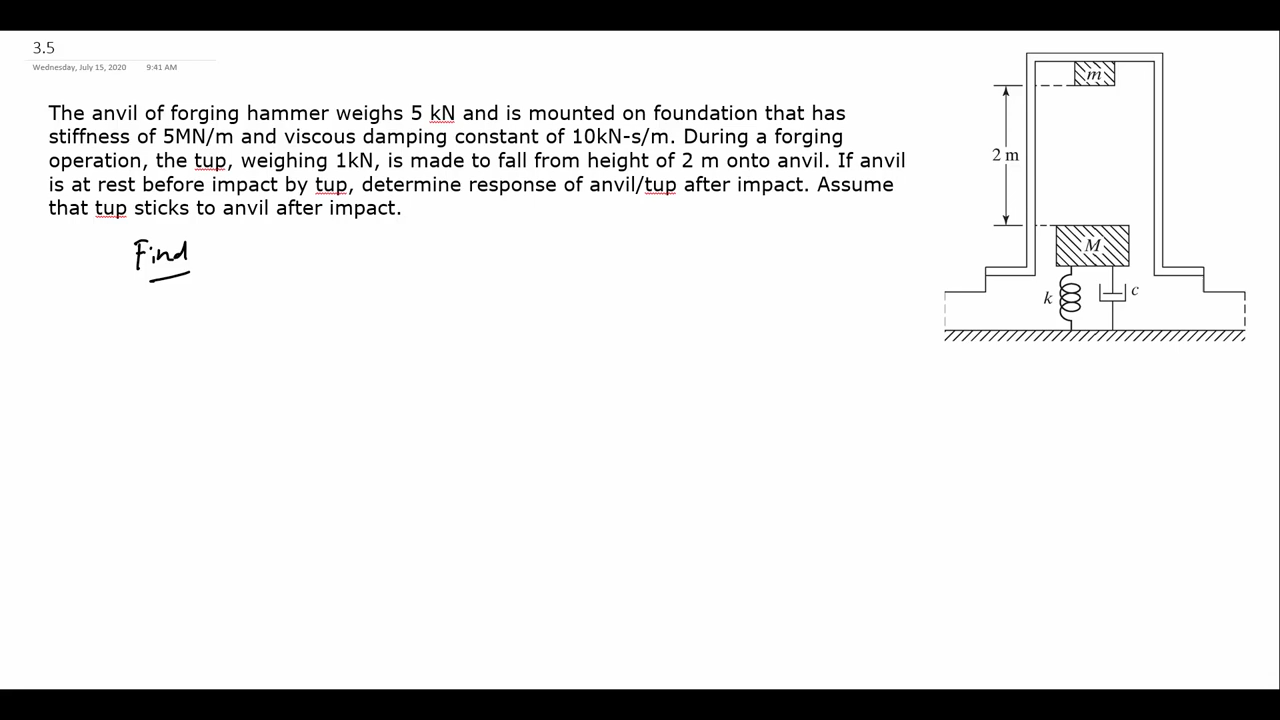 3.5
Wednesday, July 15, 2020 9:41 AM
The anvil of forging hammer weighs 5 kN and is mounted on foundation that has
stiffness of 5MN/m and viscous damping constant of 10kN-s/m. During a forging
operation, the tup, weighing 1kN, is made to fall from height of 2 m onto anvil. If anvil
is at rest before impact by tup, determine response of anvil/tup after impact. Assume
that tup sticks to anvil after impact.
Find
m
2 m
M
k
c